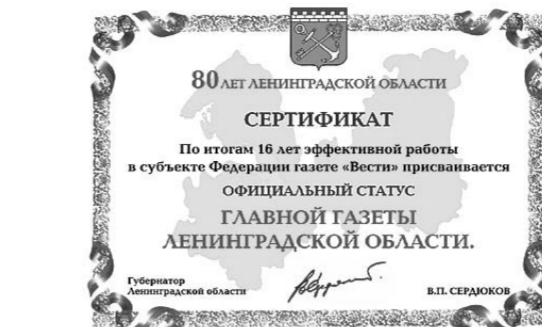 80 ЛЕТ ЛЕНИНГРАДСКОЙ ОБЛАСТИ
СЕРТИФИКАТ
По итогам 16 лет эффективной работы
в субъекте Федерации газете «Вести» присваивается
ОФИЦИАЛЬНЫЙ СТАТУС
ГЛАВНОЙ ГАЗЕТЫ
ЛЕНИНГРАДСКОЙ ОБЛАСТИ.
Губернатор
Ленинградской области
В.П. СЕРДЮКОВ